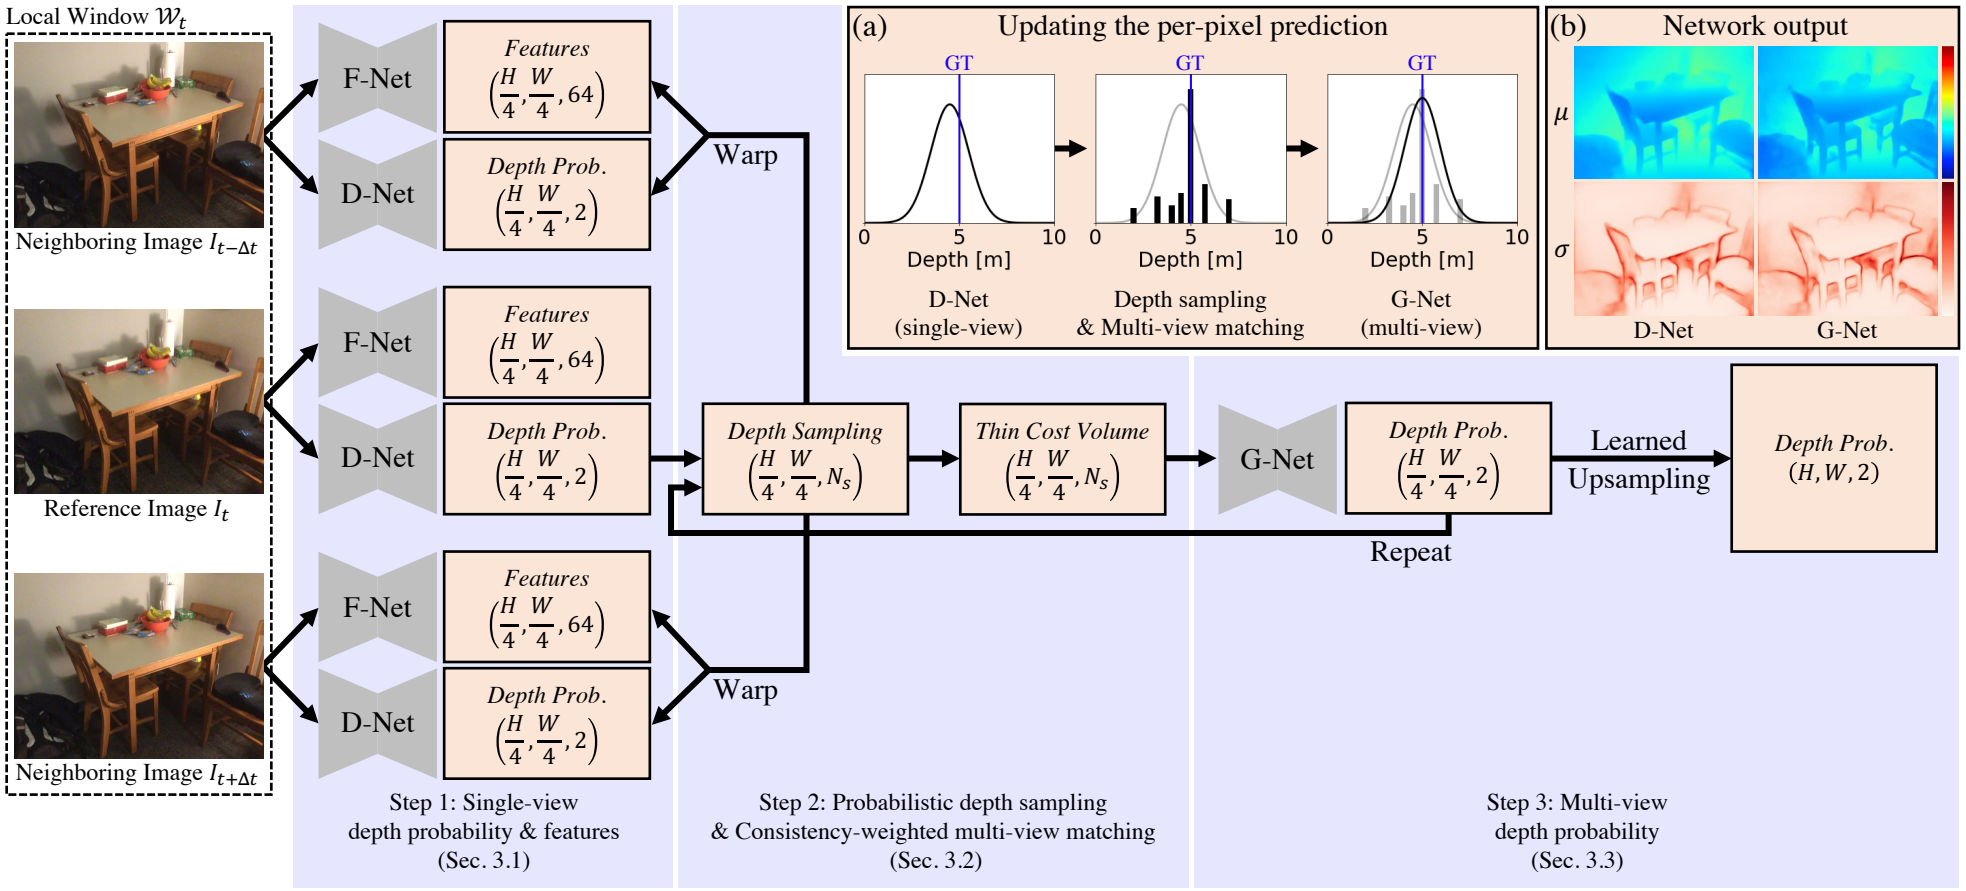 Local Window 𝒲t
Neighboring Image It−Δt
Reference Image It
Neighboring Image It+Δt
F-Net
Features
(H/4, W/4, 64)
D-Net
Depth Prob.
(H/4, W/4, 2)
F-Net
Features
(H/4, W/4, 64)
D-Net
Depth Prob.
(H/4, W/4, 2)
F-Net
Features
(H/4, W/4, 64)
D-Net
Depth Prob.
(H/4, W/4, 2)
Step 1: Single-view
depth probability & features
(Sec. 3.1)
Warp
Depth Sampling
(H/4, W/4, Ns)
Thin Cost Volume
(H/4, W/4, Ns)
Warp
Step 2: Probabilistic depth sampling
& Consistency-weighted multi-view matching
(Sec. 3.2)
G-Net
Depth Prob.
(H/4, W/4, 2)
Repeat
Learned
Upsampling
Depth Prob.
(H, W, 2)
Step 3: Multi-view
depth probability
(Sec. 3.3)
(a) Updating the per-pixel prediction
GT
0 5 10
Depth [m]
D-Net
(single-view)
GT
0 5 10
Depth [m]
Depth sampling
& Multi-view matching
GT
0 5 10
Depth [m]
G-Net
(multi-view)
(b) Network output
μ
σ
D-Net G-Net